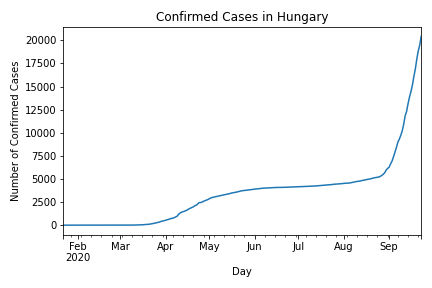 Confirmed Cases in Hungary
Number of Confirmed Cases
20000
17500
15000
12500
10000
7500
5000
2500
0
Feb Mar Apr May Jun Jul Aug Sep
2020
Day